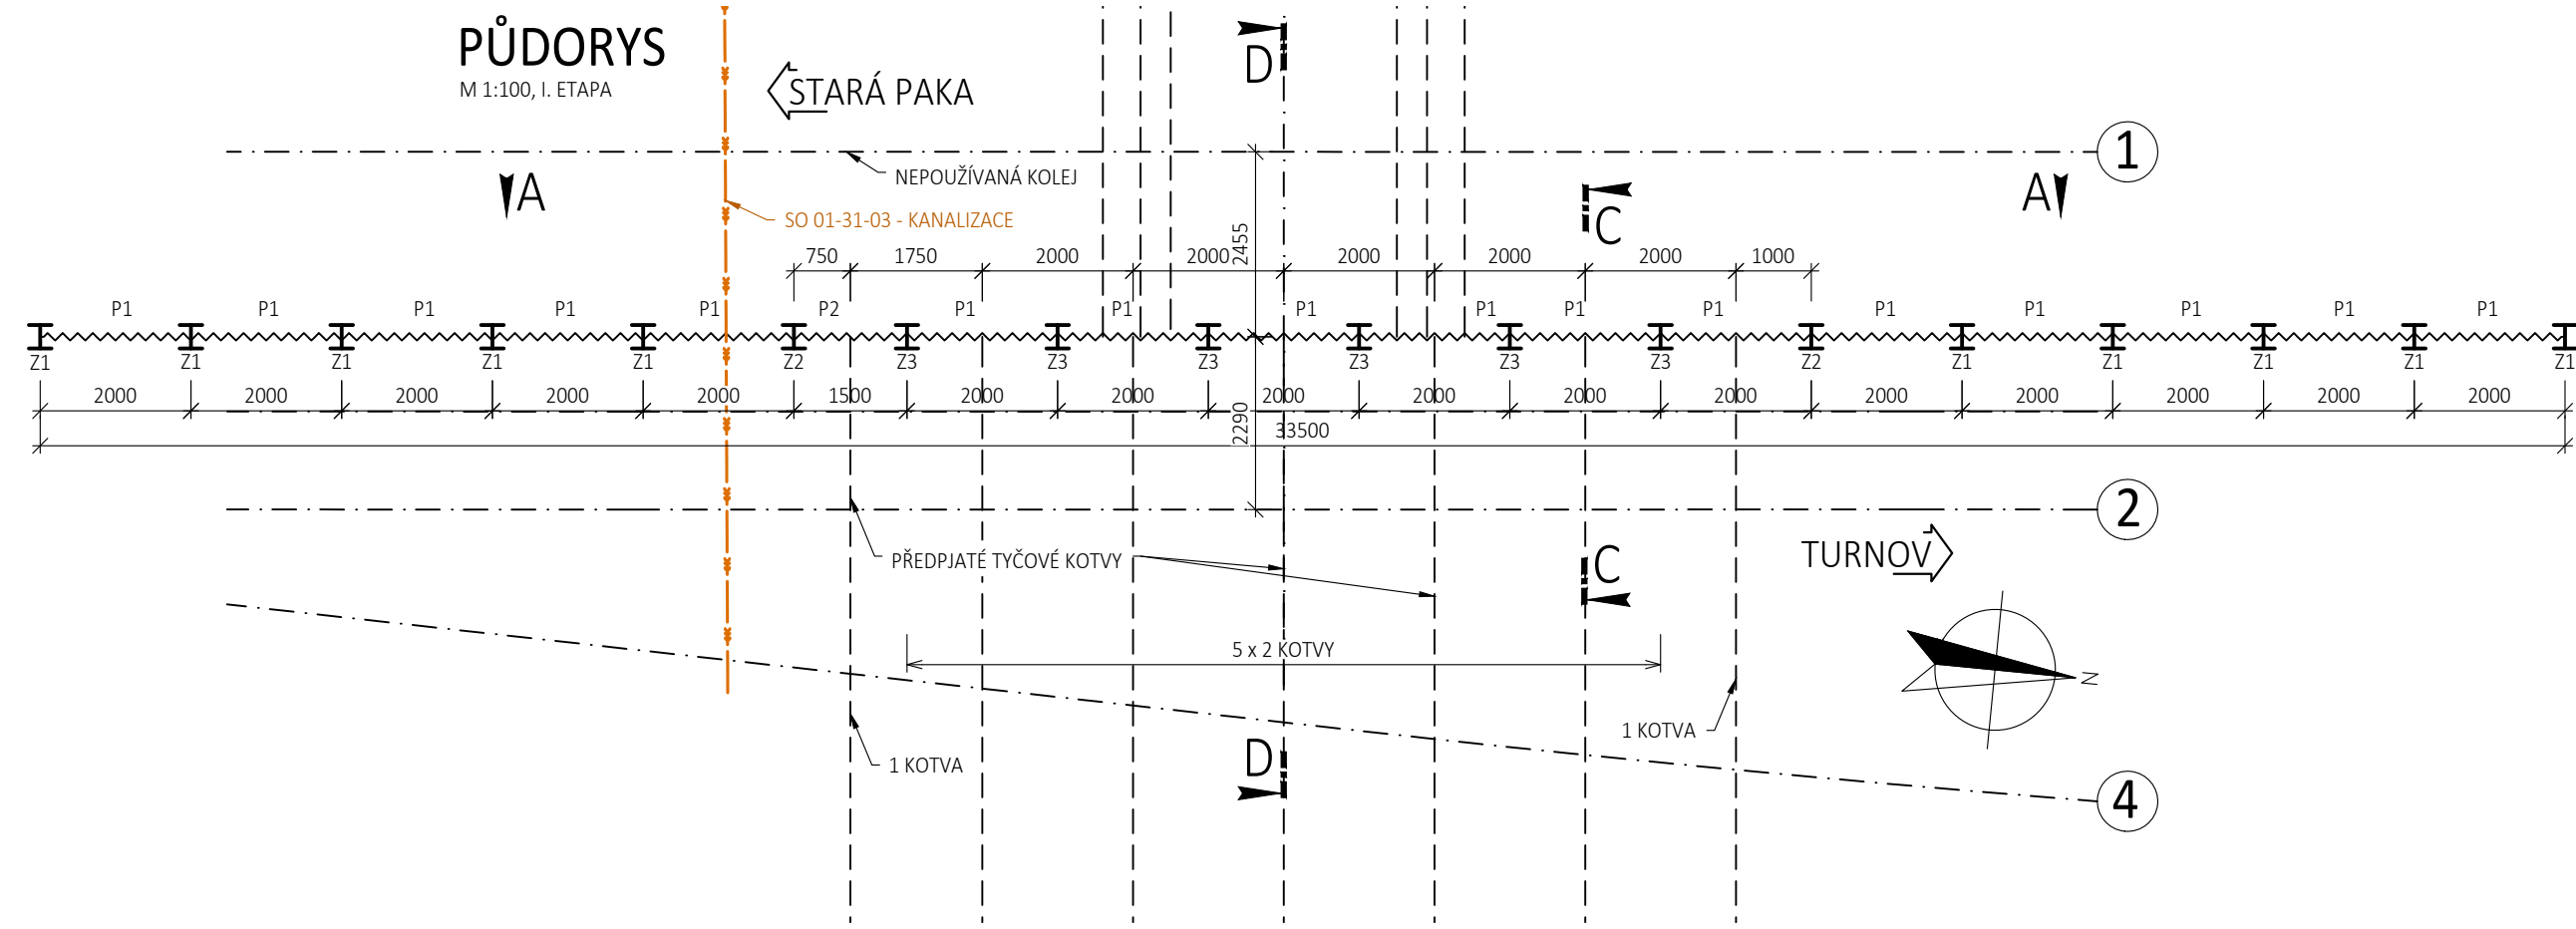 PŮDORYS
M 1:100, I. ETAPA
STARÁ PAKA
D
1
NEPOUŽÍVANÁ KOLEJ
A
A
C
SO 01-31-03 - KANALIZACE
2455
750 1750 2000 2000 2000 2000 2000 1000
P1 P1 P1 P1 P1 P2 P1 P1 P1 P1 P1 P1 P1 P1 P1 P1 P1
Z1 Z1 Z1 Z1 Z1 Z2 Z3 Z3 Z3 Z3 Z3 Z3 Z2 Z1 Z1 Z1 Z1 Z1
2000 2000 2000 2000 2000 1500 2000 2000 2000 2000 2000 2000 2000 2000 2000 2000 2000
2290
33500
2
PŘEDPJATÉ TYČOVÉ KOTVY
C
TURNOV
5 x 2 KOTVY
N
1 KOTVA
D
1 KOTVA
4